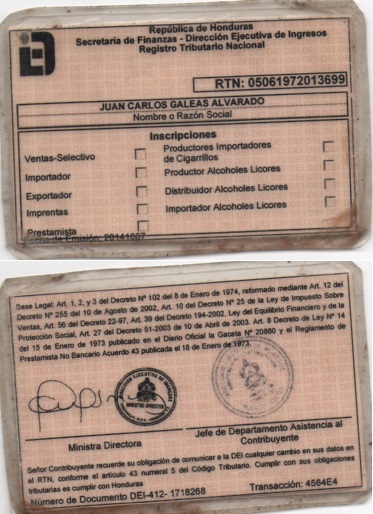 República de Honduras
Secretaria de Finanzas - Dirección Ejecutiva de Ingresos
Registro Tributario Nacional
RTN: 05061972013699
JUAN CARLOS GALEAS ALVARADO
Nombre o Razón Social
Inscripciones
Ventas-Selectivo
Productores Importadores de Cigarrillos
Importador
Productor Alcoholes Licores
Exportador
Distribuidor Alcoholes Licores
Imprentas
Importador Alcoholes Licores
Prestamista
Fecha de Emisión: 20141007
Base Legal: Art. 1, 2, y 3 del Decreto Nº 102 del 8 de Enero de 1974, reformado mediante Art. 12 del
Decreto Nº 255 del 10 de Agosto de 2002, Art. 10 del Decreto Nº 25 de la Ley de Impuesto Sobre
Ventas, Art. 56 del Decreto 22-97, Art. 39 del Decreto 194-2002, Ley del Equilibrio Financiero y de la
Protección Social, Art. 27 del Decreto 51-2003 de 10 de Abril de 2003. Art. 8 Decreto de Ley Nº 14
del 15 de Enero de 1973 publicado en el Diario Oficial la Gaceta Nº 20880 y el Reglamento de
Prestamista No Bancario Acuerdo 43 publicado el 18 de Enero de 1973.
MINISTRO DIRECTOR
Ministra Directora
Jefe de Departamento Asistencia al
Contribuyente
Señor Contribuyente recuerde su obligación de comunicar a la DEI cualquier cambio en sus datos en
el RTN, conforme el artículo 43 numeral 5 del Código Tributario. Cumplir con sus obligaciones
tributarias es cumplir con Honduras
Número de Documento DEI-412- 1718268
Transacción: 4564E4